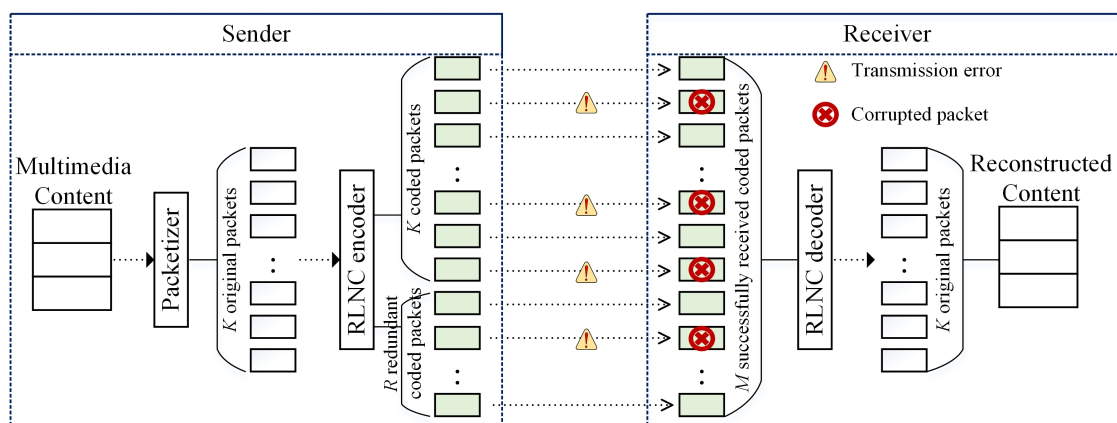 Sender
Receiver
Transmission error
Corrupted packet
Multimedia
Content
Packetizer
K original packets
RLNC encoder
K coded packets
R redundant
coded packets
M successfully received coded packets
RLNC decoder
K original packets
Reconstructed
Content